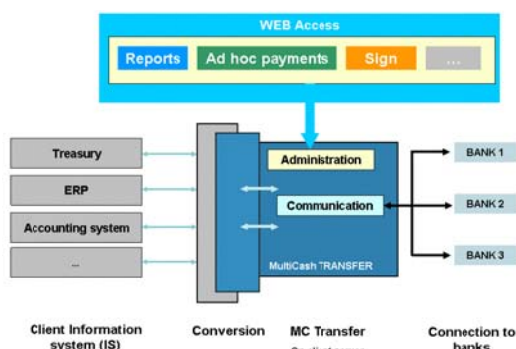 WEB Access
Reports
Ad hoc payments
Sign
...
Treasury
ERP
Accounting system
...
Administration
Communication
MultiCash TRANSFER
BANK 1
BANK 2
BANK 3
Client Information
system (IS)
Conversion
MC Transfer
Connection to
banks